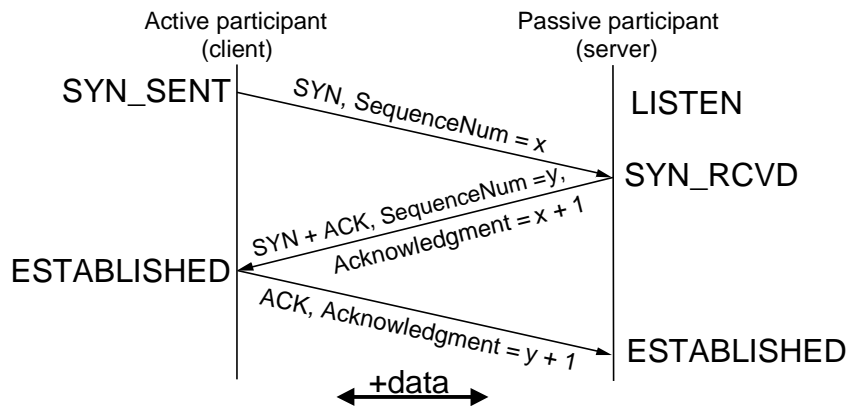 Active participant
(client)
Passive participant
(server)
SYN_SENT
SYN, SequenceNum = x
LISTEN
SYN_RCVD
SYN + ACK, SequenceNum =y,
Acknowledgment = x + 1
ESTABLISHED
ACK, Acknowledgment = y + 1
ESTABLISHED
+data